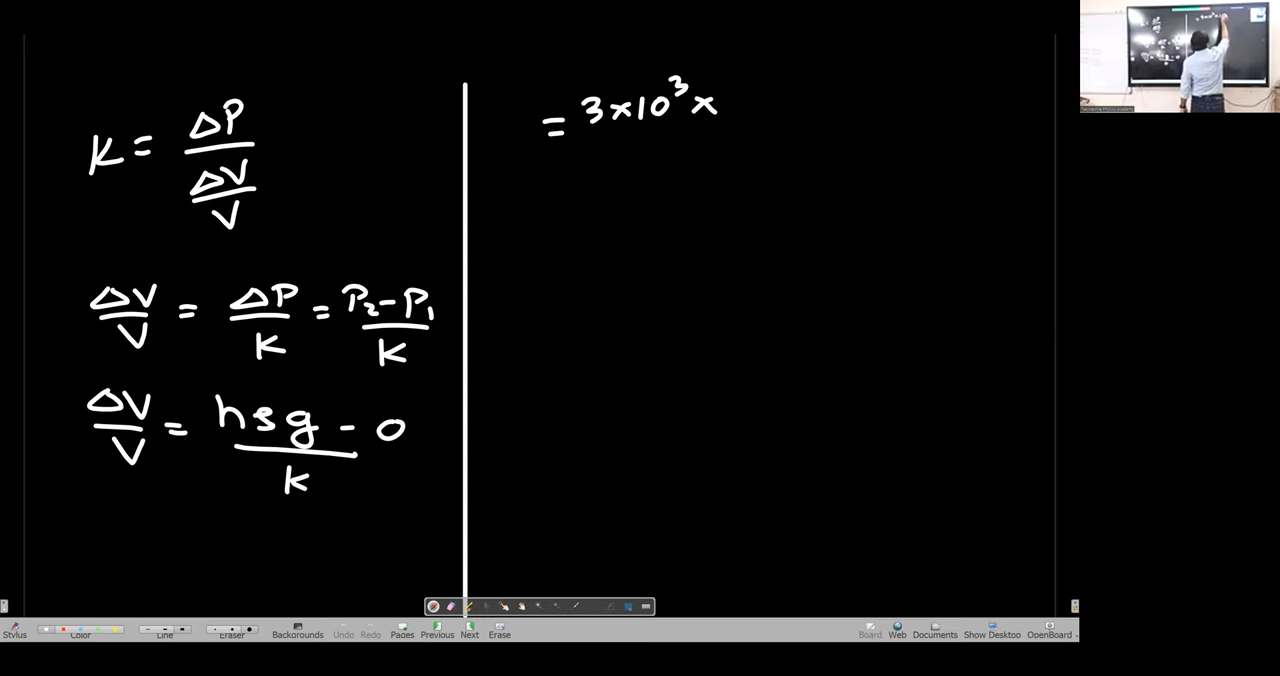 K = ΔP / (ΔV / V)
ΔV / V = ΔP / K = P₂ - P₁ / K
ΔV / V = hsg - 0 / K
= 3×10³×
Stylus Color Line Eraser Backgrounds Undo Redo Pages Previous Next Erase Board Web Documents Show Desktop OpenBoard